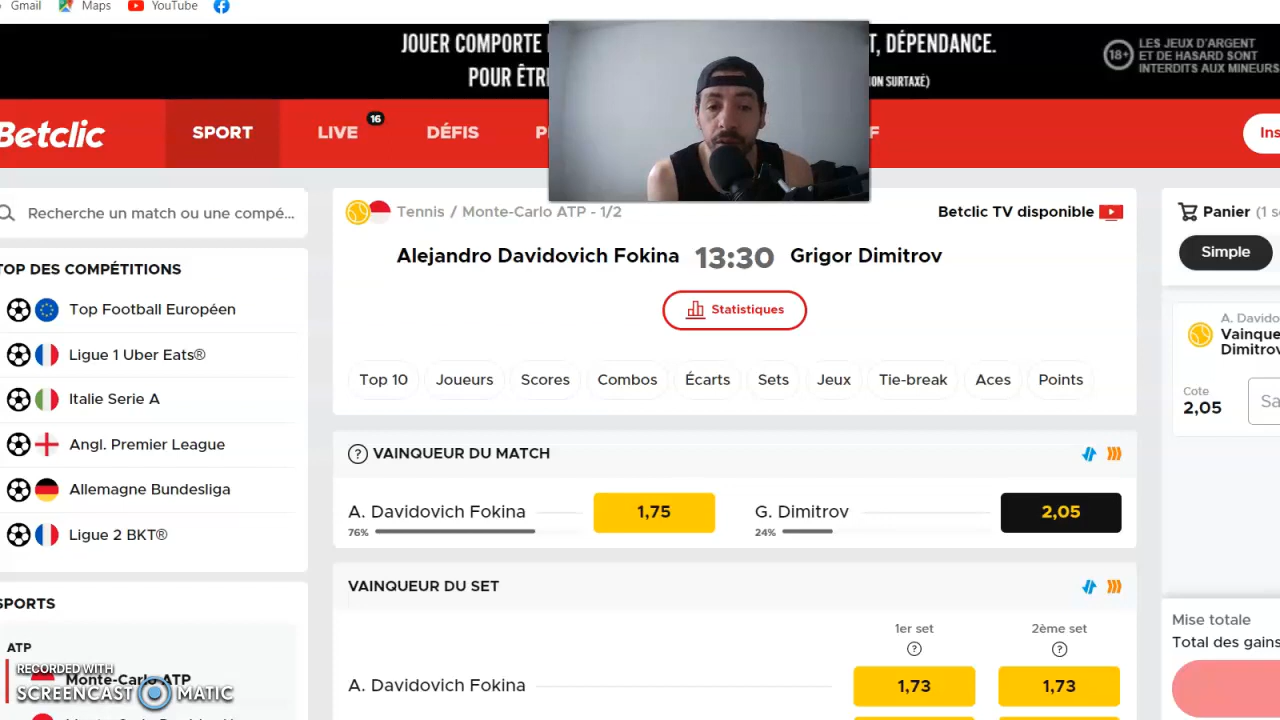 Gmail
Maps
YouTube
JOUER COMPORTE
T, DÉPENDANCE.
POUR
SURTAXÉ)
18+
LES JEUX D'ARGENT
ET DE HASARD SONT
INTERDITS AUX MINEURS
Betclic
SPORT
LIVE
16
DÉFIS
P
F
Ins
Recherche un match ou une compé...
Tennis / Monte-Carlo ATP - 1/2
Betclic TV disponible
Panier (1 s
Alejandro Davidovich Fokina
13:30
Grigor Dimitrov
Simple
TOP DES COMPÉTITIONS
Statistiques
Top Football Européen
Ligue 1 Uber Eats®
Italie Serie A
Angl. Premier League
Allemagne Bundesliga
Ligue 2 BKT®
A. Davido
Vainque
Dimitrov
Top 10
Joueurs
Scores
Combos
Écarts
Sets
Jeux
Tie-break
Aces
Points
Cote
2,05
Sa
VAINQUEUR DU MATCH
A. Davidovich Fokina
1,75
G. Dimitrov
2,05
76%
24%
VAINQUEUR DU SET
1er set
2ème set
A. Davidovich Fokina
1,73
1,73
SPORTS
ATP
Monte-Carlo ATP
RECORDED WITH
SCREENCAST MATIC
Mise totale
Total des gains